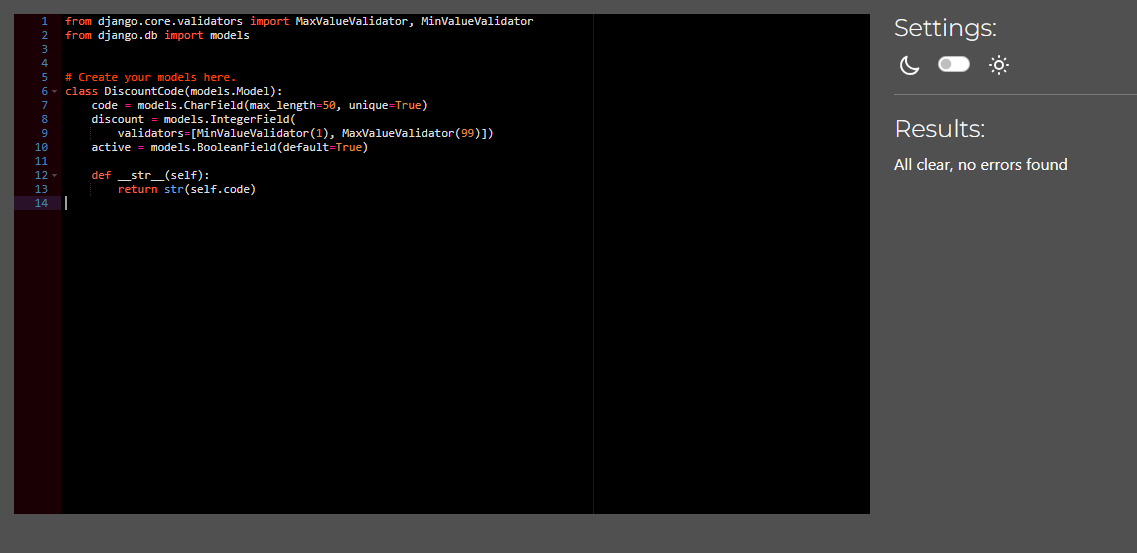 1 from django.core.validators import MaxValueValidator, MinValueValidator
2 from django.db import models
3
4
5 # Create your models here.
6 class DiscountCode(models.Model):
7     code = models.CharField(max_length=50, unique=True)
8     discount = models.IntegerField(
9         validators=[MinValueValidator(1), MaxValueValidator(99)])
10     active = models.BooleanField(default=True)
11
12     def __str__(self):
13         return str(self.code)
14
Settings:
Results:
All clear, no errors found